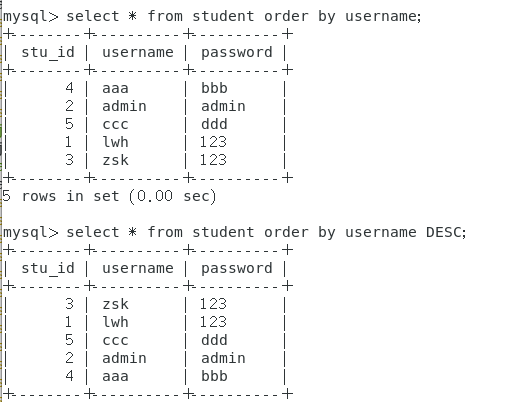 mysql> select * from student order by username;
+--------+----------+----------+
| stu_id | username | password |
+--------+----------+----------+
|      4 | aaa      | bbb      |
|      2 | admin    | admin    |
|      5 | ccc      | ddd      |
|      1 | lwh      | 123      |
|      3 | zsk      | 123      |
+--------+----------+----------+
5 rows in set (0.00 sec)
mysql> select * from student order by username DESC;
+--------+----------+----------+
| stu_id | username | password |
+--------+----------+----------+
|      3 | zsk      | 123      |
|      1 | lwh      | 123      |
|      5 | ccc      | ddd      |
|      2 | admin    | admin    |
|      4 | aaa      | bbb      |
+--------+----------+----------+